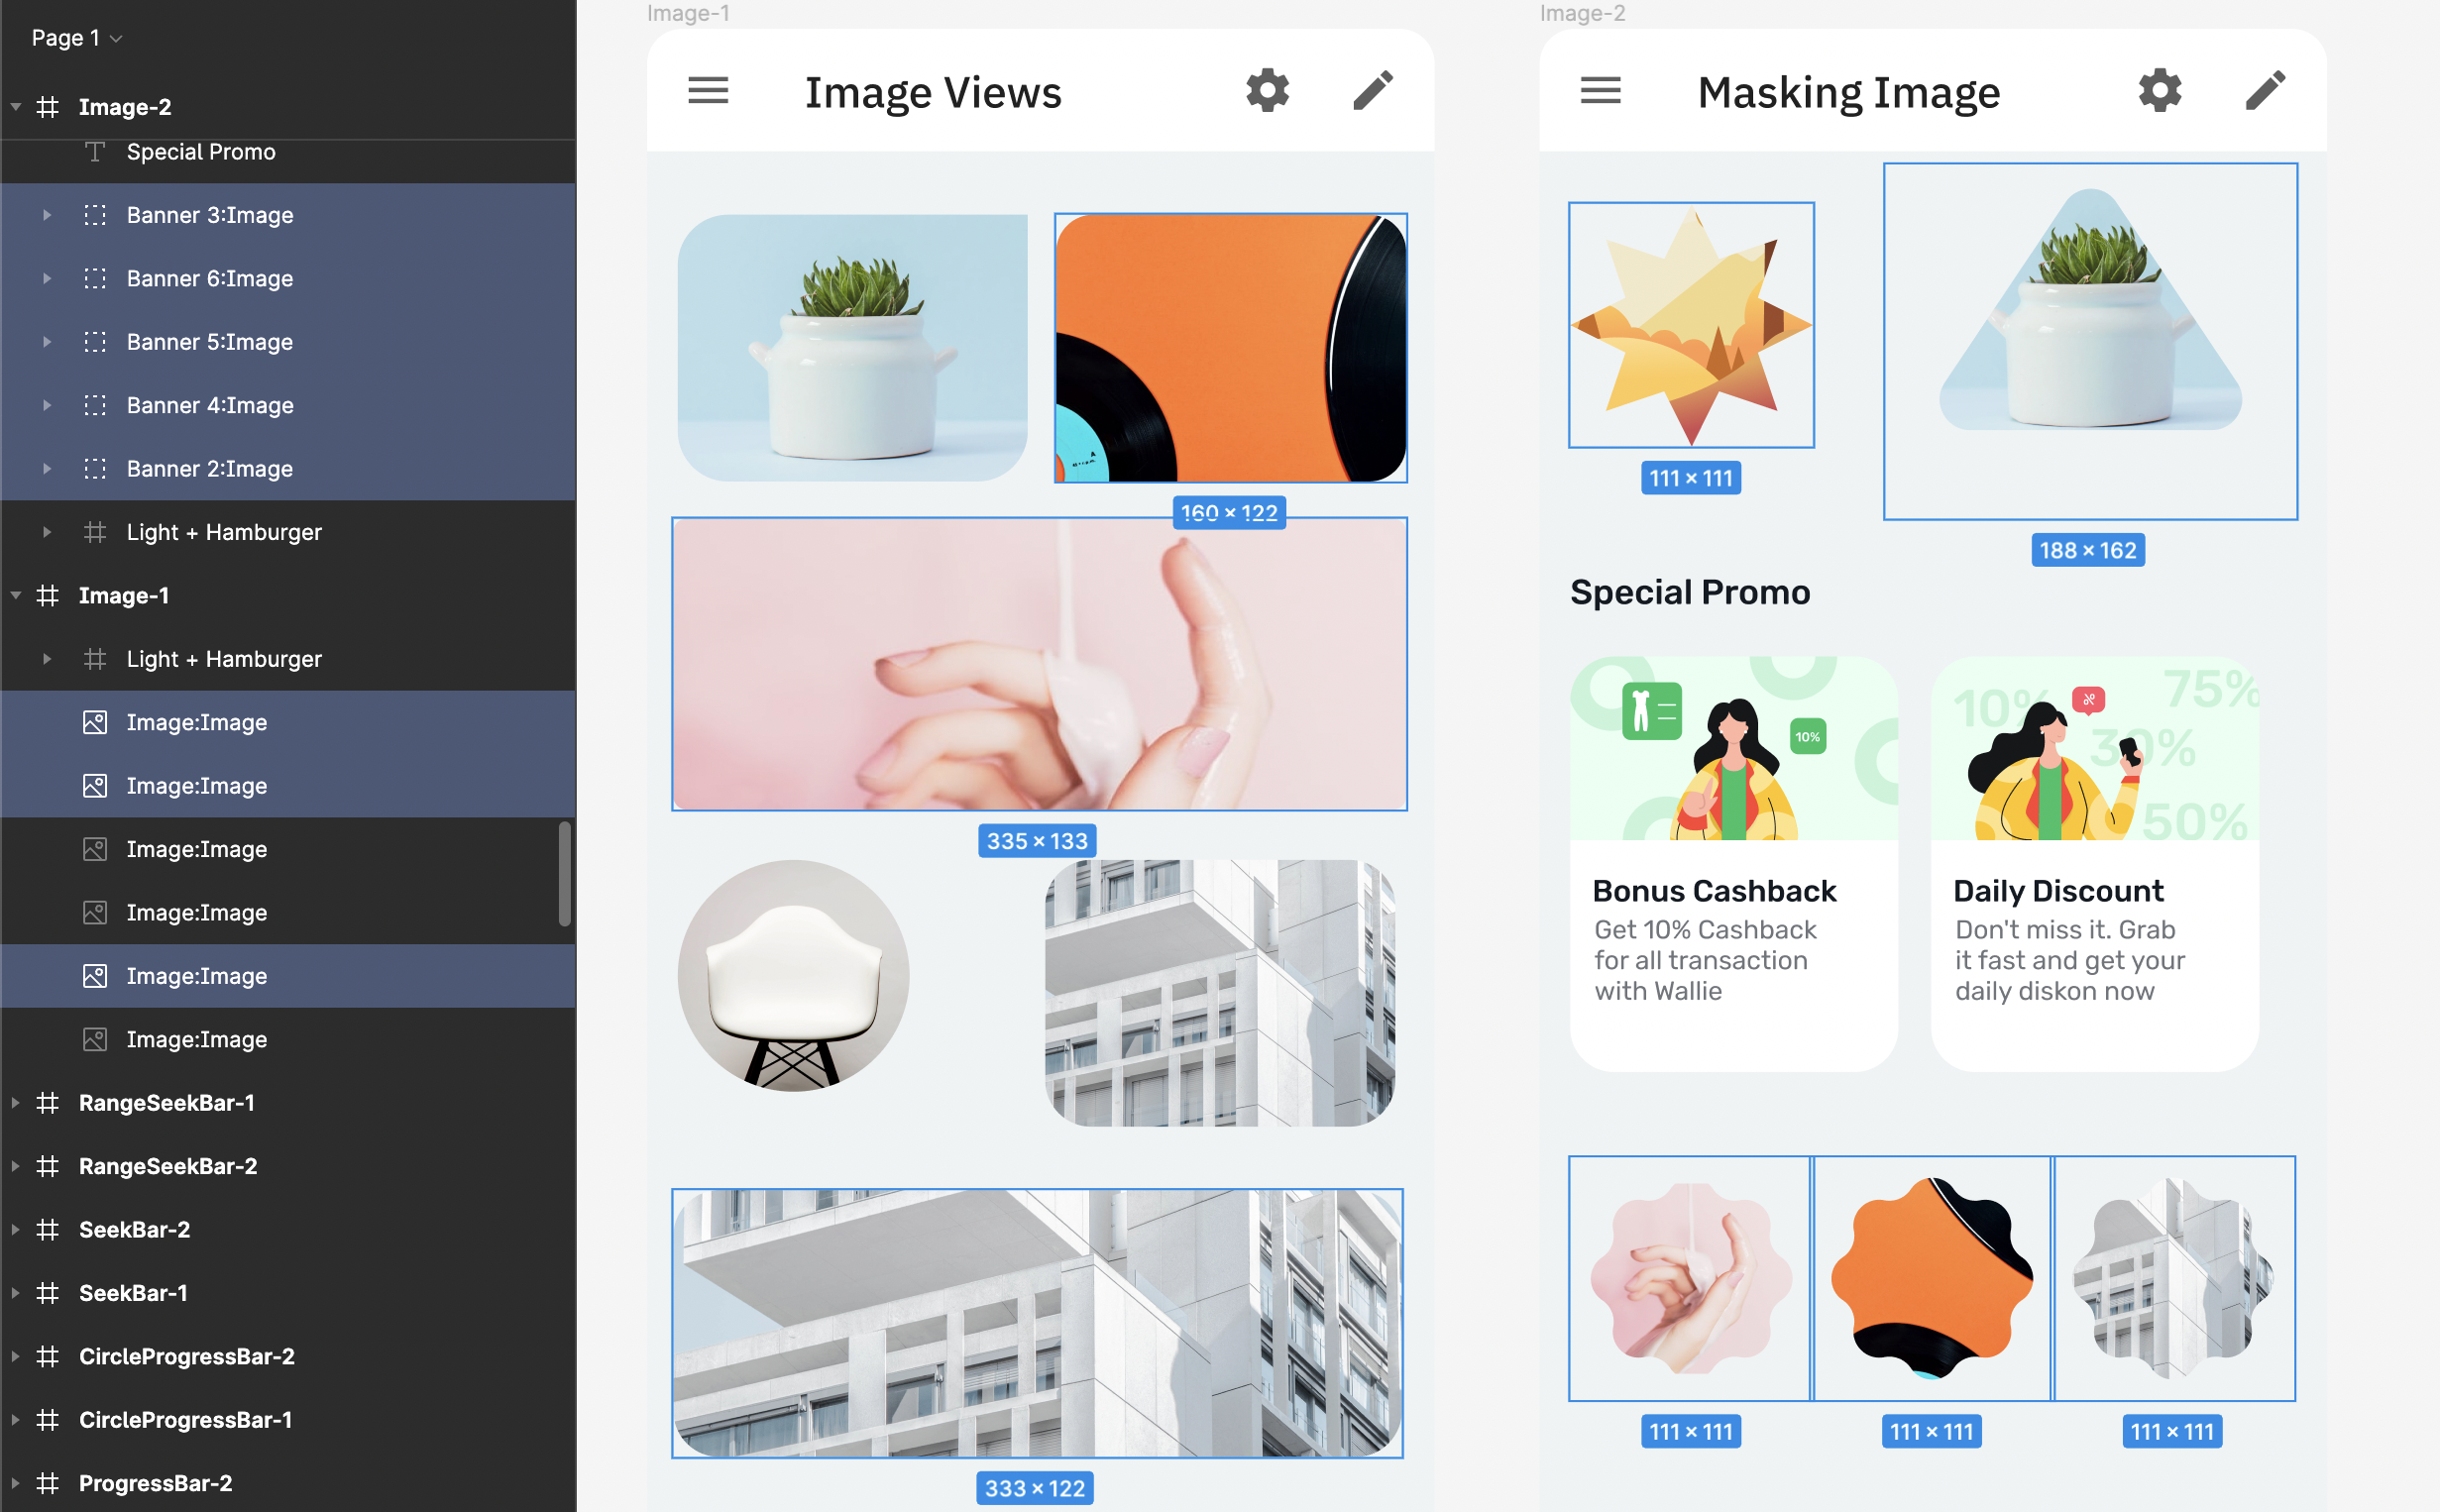 Page 1
Image-2
Special Promo
Banner 3:Image
Banner 6:Image
Banner 5:Image
Banner 4:Image
Banner 2:Image
Light + Hamburger
Image-1
Light + Hamburger
Image:Image
Image:Image
Image:Image
Image:Image
Image:Image
Image:Image
RangeSeekBar-1
RangeSeekBar-2
SeekBar-2
SeekBar-1
CircleProgressBar-2
CircleProgressBar-1
ProgressBar-2
Image-1
Image Views
160 × 122
335 × 133
333 × 122
Image-2
Masking Image
111 × 111
188 × 162
Special Promo
10%
Bonus Cashback
Get 10% Cashback
for all transaction
with Wallie
10%
75%
30%
50%
Daily Discount
Don't miss it. Grab
it fast and get your
daily diskon now
111 × 111
111 × 111
111 × 111